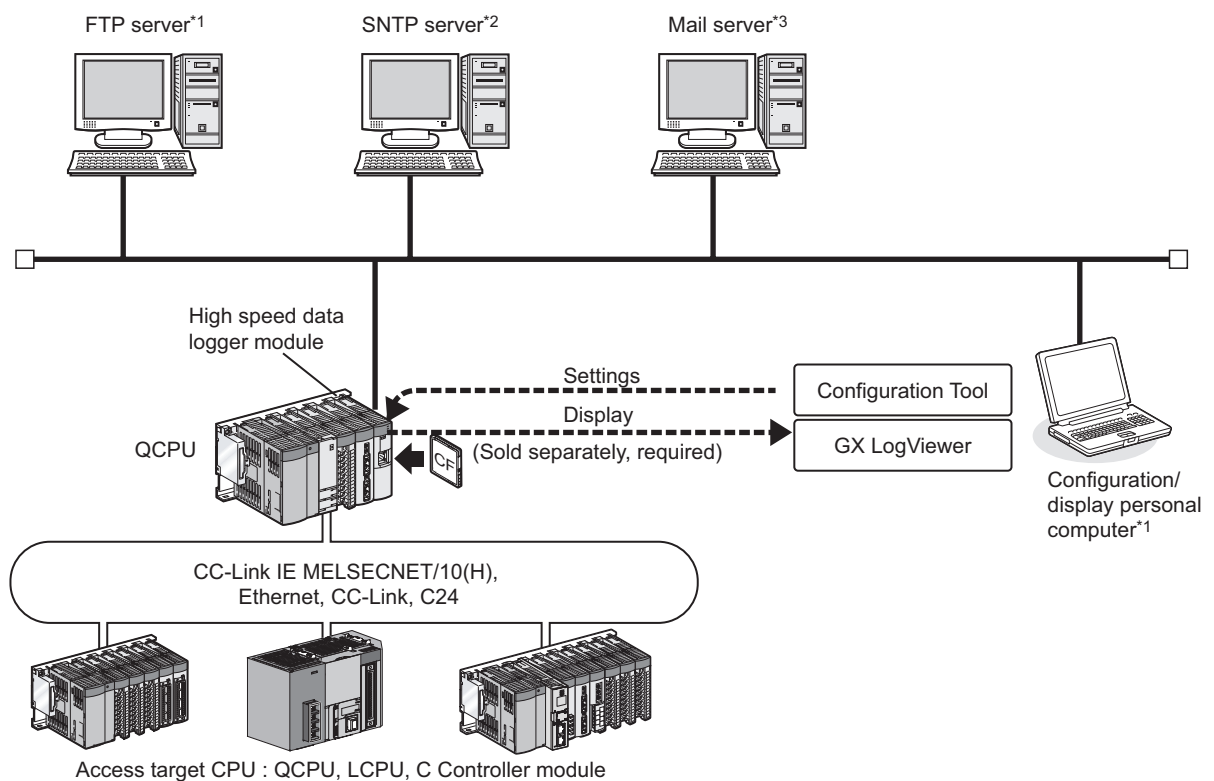 FTP server*1
SNTP server*2
Mail server*3
High speed data
logger module
Settings
Configuration Tool
Display
GX LogViewer
QCPU
CF
(Sold separately, required)
Configuration/
display personal
computer*1
CC-Link IE MELSECNET/10(H),
Ethernet, CC-Link, C24
Access target CPU : QCPU, LCPU, C Controller module